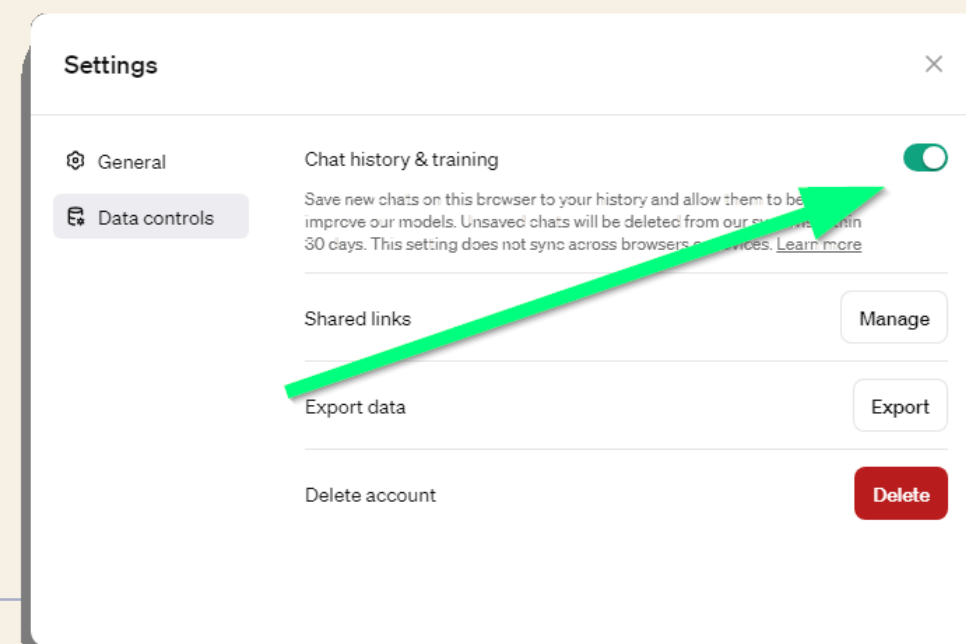 Settings
General
Data controls
Chat history & training
Save new chats on this browser to your history and allow them to be
improve our models. Unsaved chats will be deleted from our
30 days. This setting does not sync across browsers Learn more
Shared links
Manage
Export data
Export
Delete account
Delete